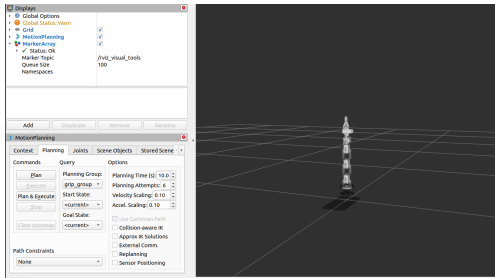 Displays
Global Options
Global Status: Warn
Grid
MotionPlanning
MarkerArray
Status: Ok
Marker Topic /rviz_visual_tools
Queue Size 100
Namespaces
Add Duplicate Remove Rename
MotionPlanning
Context Planning Joints Scene Objects Stored Scene
Commands Query Options
Plan Planning Group: Planning Time (s): 10.0
Execute grip_group Planning Attempts: 6
Plan & Execute Start State: Velocity Scaling: 0.10
Stop <current> Accel. Scaling: 0.10
Goal State: Use Cartesian Path
Clear octomap <current> Collision-aware IK
Approx IK Solutions
External Comm.
Path Constraints Replanning
None Sensor Positioning